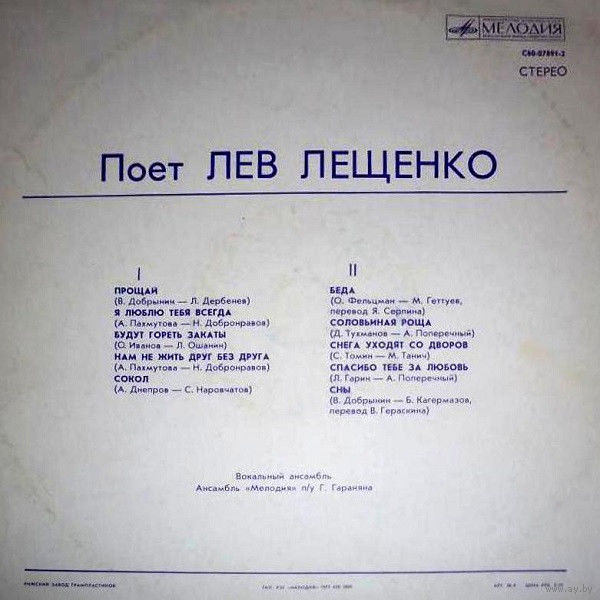 МЕЛОДИЯ
С60-07891-2
СТЕРЕО
Поет ЛЕВ ЛЕЩЕНКО
I
ПРОЩАЙ
(В. Добрынин — Л. Дербенев)
Я ЛЮБЛЮ ТЕБЯ ВСЕГДА
(А. Пахмутова — Н. Добронравов)
БУДУТ ГОРЕТЬ ЗАКАТЫ
(О. Иванов — Л. Ошанин)
НАМ НЕ ЖИТЬ ДРУГ БЕЗ ДРУГА
(А. Пахмутова — Н. Добронравов)
СОКОЛ
(А. Днепров — С. Наровчатов)
II
БЕДА
(О. Фельцман — М. Геттуев,
перевод Я. Серпина)
СОЛОВЬИНАЯ РОЩА
(Д. Тухманов — А. Поперечный)
СНЕГА УХОДЯТ СО ДВОРОВ
(С. Томин — М. Танич)
СПАСИБО ТЕБЕ ЗА ЛЮБОВЬ
(Л. Гарин — А. Поперечный)
СНЫ
(В. Добрынин — Б. Кагермазов,
перевод В. Гераскина)
Вокальный ансамбль
Ансамбль «Мелодия» п/у Г. Гараняна
РИЖСКИЙ ЗАВОД ГРАМПЛАСТИНОК
www.ay.by